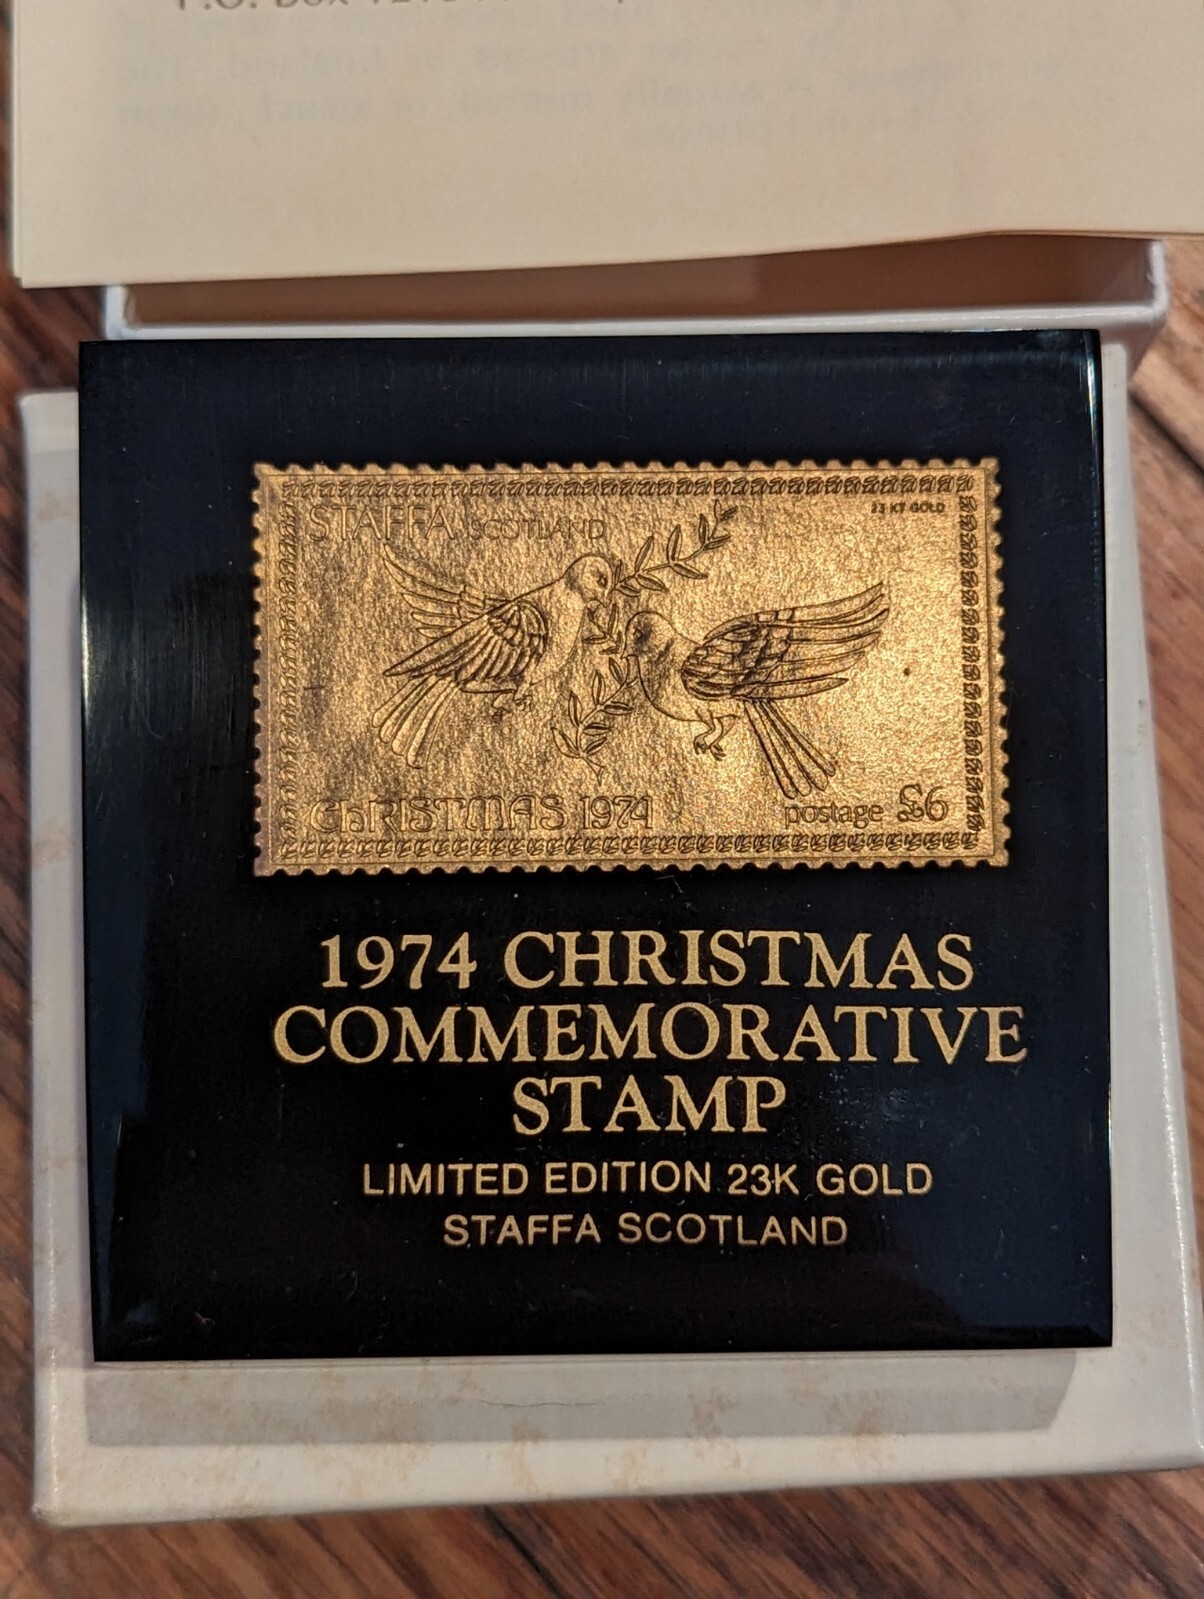 P.O. Box
STAFFA SCOTLAND
23 KT GOLD
ChRISTMAS 1974
postage £6
1974 CHRISTMAS
COMMEMORATIVE
STAMP
LIMITED EDITION 23K GOLD
STAFFA SCOTLAND